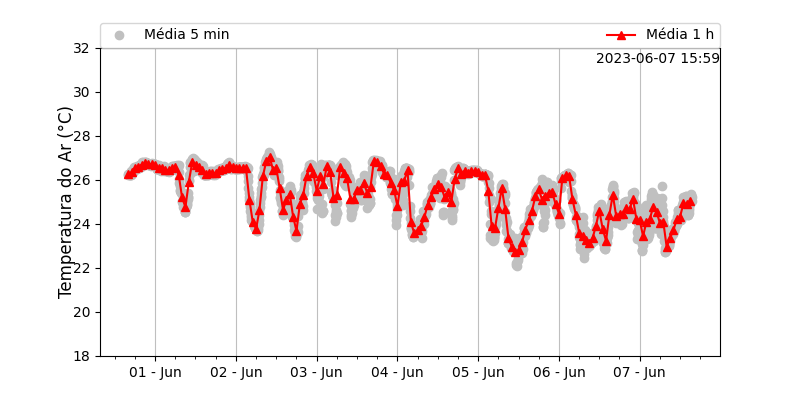 Média 5 min
Média 1 h
2023-06-07 15:59
Temperatura do Ar (°C)
32
30
28
26
24
22
20
18
01 - Jun
02 - Jun
03 - Jun
04 - Jun
05 - Jun
06 - Jun
07 - Jun